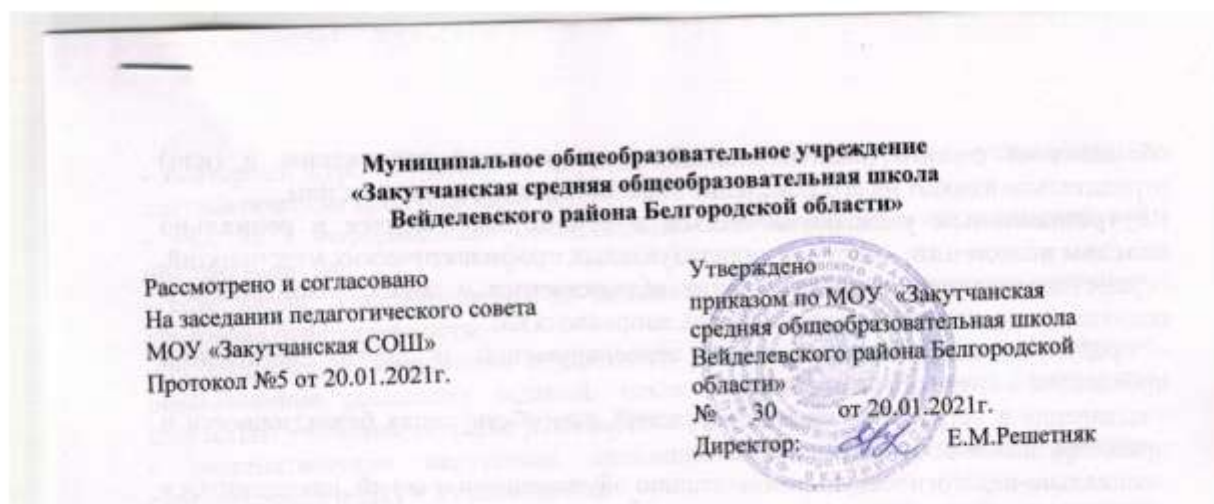 Муниципальное общеобразовательное учреждение
«Закутчанская средняя общеобразовательная школа
Вейделевского района Белгородской области»
Рассмотрено и согласовано
На заседании педагогического совета
МОУ «Закутчанская СОШ»
Протокол №5 от 20.01.2021г.
Утверждено
приказом по МОУ «Закутчанская
средняя общеобразовательная школа
Вейделевского района Белгородской
области»
№ 30 от 20.01.2021г.
Директор: Е.М.Решетняк